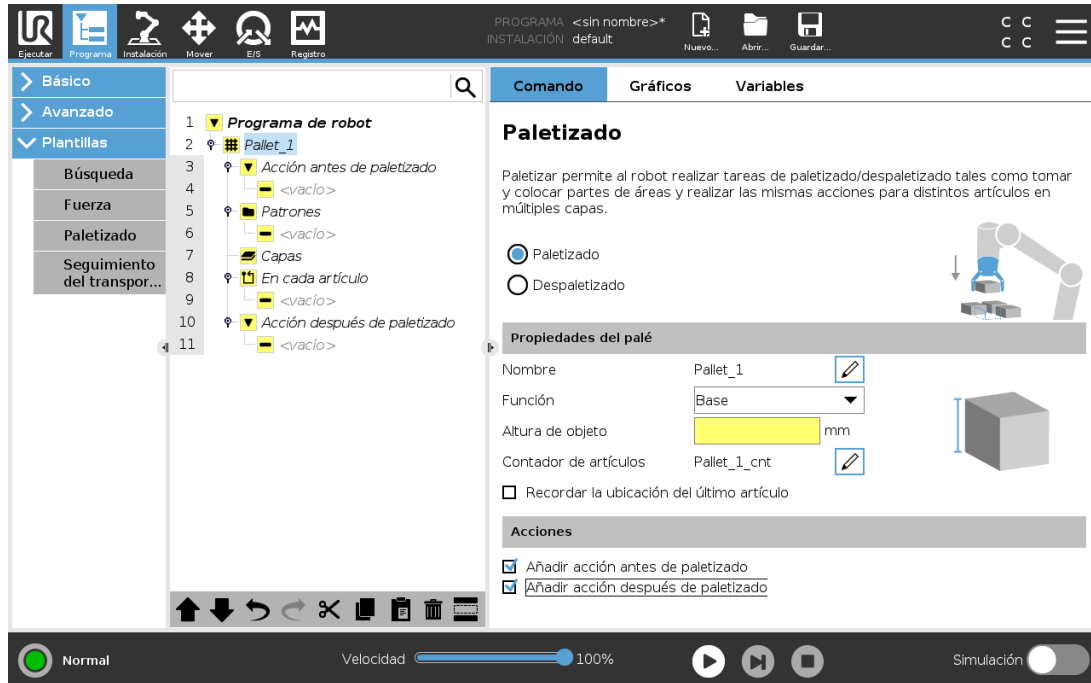 PROGRAMA <sin nombre>*
INSTALACIÓN default
UR
Ejecutar Programa Instalación Mover E/S Registro
Nuevo... Abrir... Guardar...
C C
C C
Básico
Avanzado
Plantillas
Búsqueda
Fuerza
Paletizado
Seguimiento
del transpor...
1 Programa de robot
2 Pallet_1
3 Acción antes de paletizado
4 <vacío>
5 Patrones
6 <vacío>
7 Capas
8 En cada artículo
9 <vacío>
10 Acción después de paletizado
11 <vacío>
Comando Gráficos Variables
Paletizado
Paletizar permite al robot realizar tareas de paletizado/despaletizado tales como tomar
y colocar partes de áreas y realizar las mismas acciones para distintos artículos en
múltiples capas.
Paletizado
Despaletizado
Propiedades del palé
Nombre Pallet_1
Función Base
Altura de objeto mm
Contador de artículos Pallet_1_cnt
Recordar la ubicación del último artículo
Acciones
Añadir acción antes de paletizado
Añadir acción después de paletizado
Normal
Velocidad 100%
Simulación